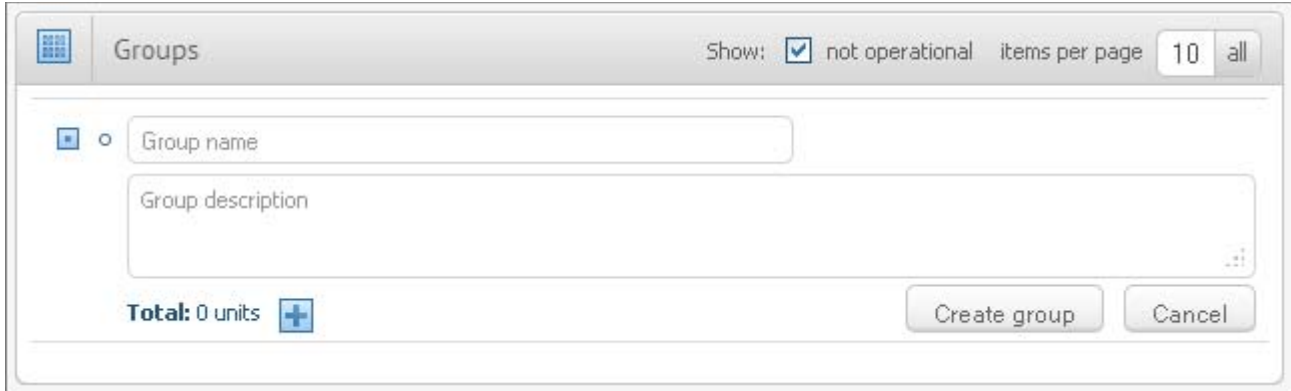 Groups Show: not operational items per page 10 all
Group name
Group description
Total: 0 units
Create group Cancel